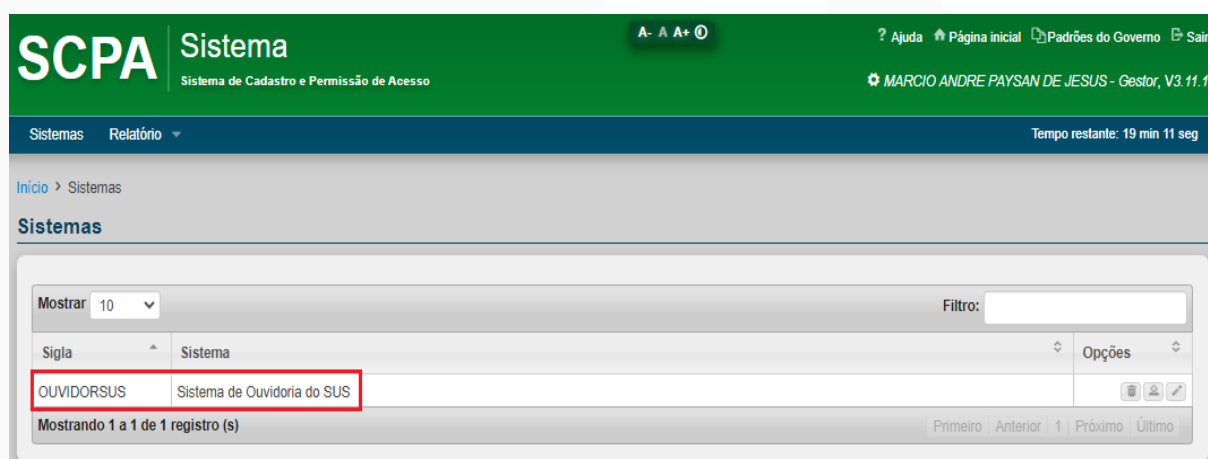 SCPA Sistema
Sistema de Cadastro e Permissão de Acesso
A- A A+
? Ajuda Página inicial Padrões do Governo Sair
MARCIO ANDRE PAYSAN DE JESUS - Gestor, V3.11.1
Sistemas Relatório Tempo restante: 19 min 11 seg
Início > Sistemas
Sistemas
Mostrar 10 Filtro:
Sigla Sistema Opções
OUVIDORSUS Sistema de Ouvidoria do SUS
Mostrando 1 a 1 de 1 registro (s) Primeiro Anterior 1 Próximo Último